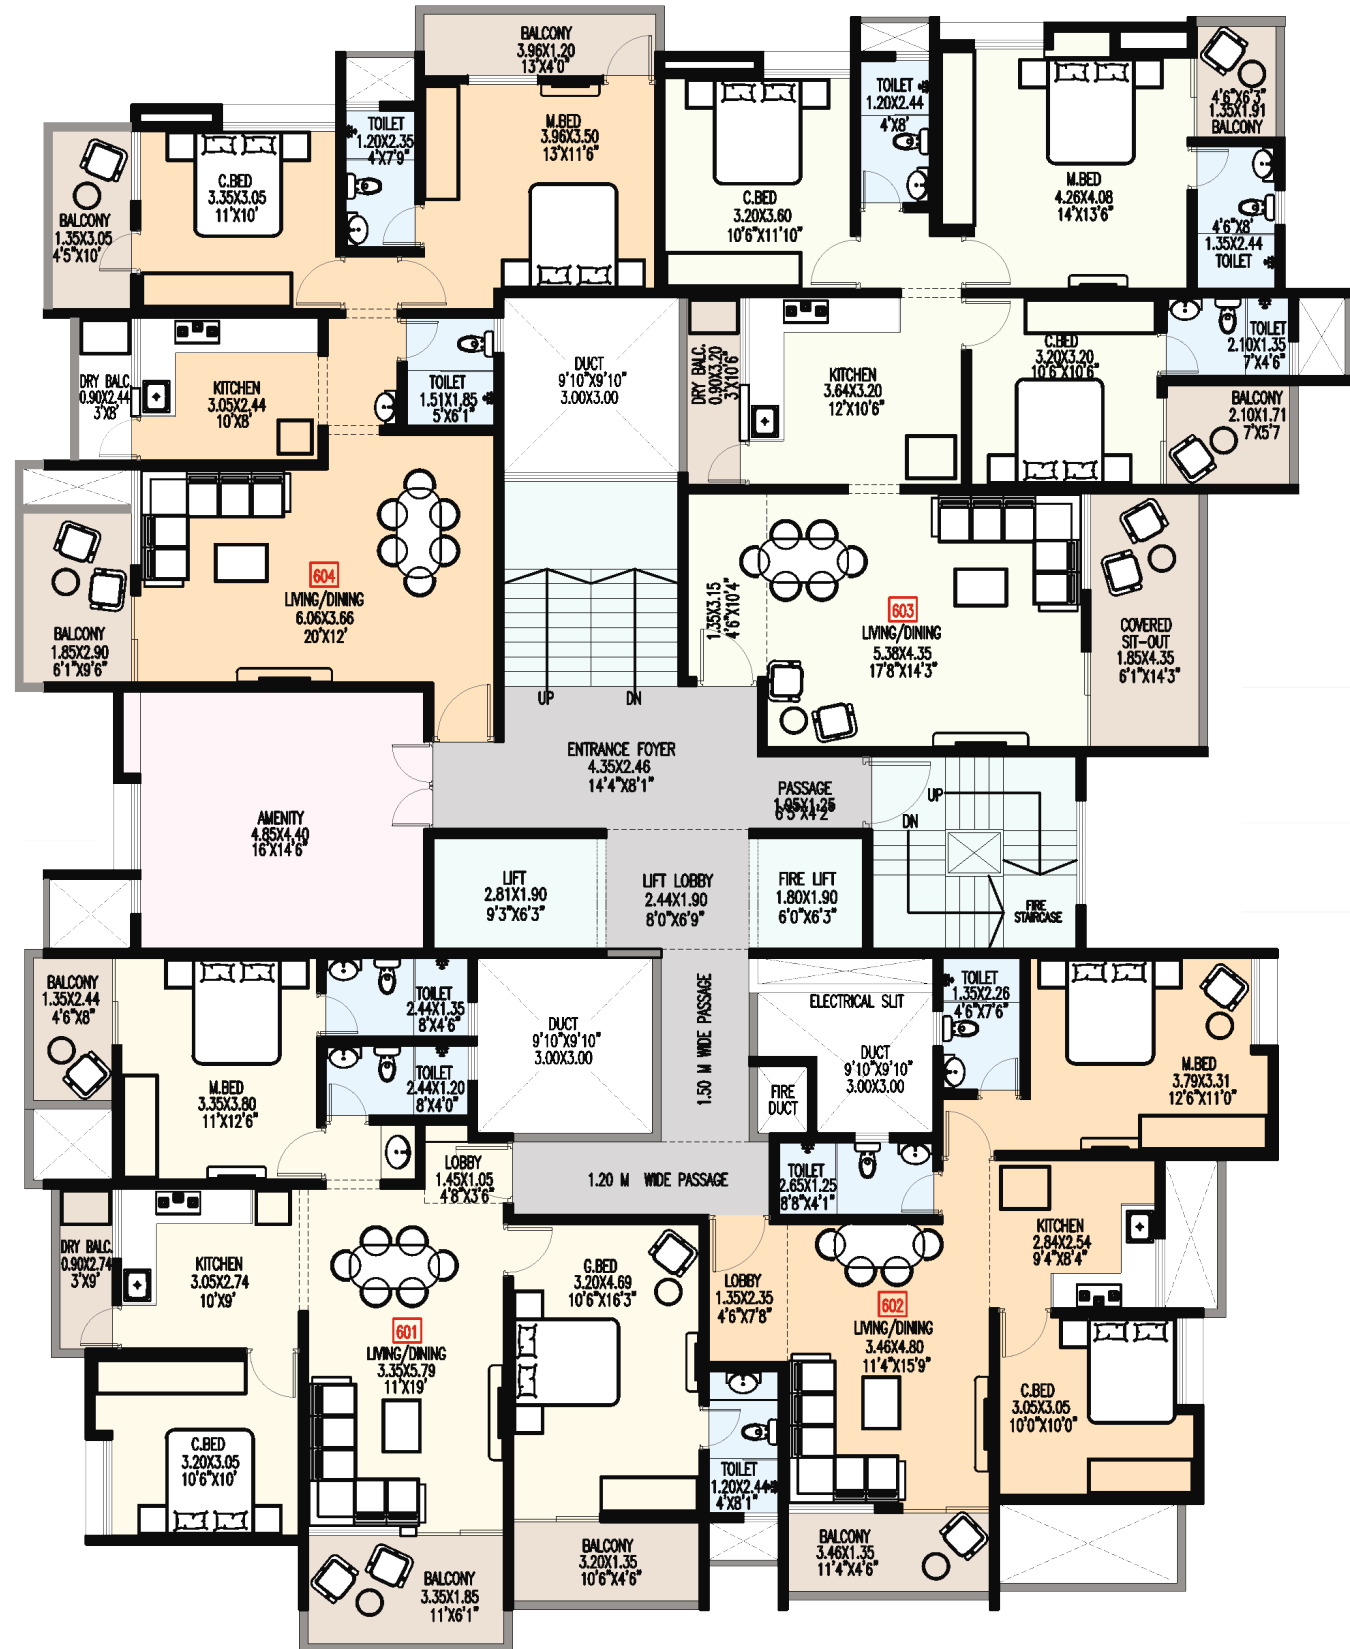 BALCONY
3.96X1.20
13'X4'0"
TOILET
1.20X2.35
4'X7'9"
M.BED
3.96X3.50
13'X11'6"
C.BED
3.35X3.05
11'X10'
BALCONY
1.35X3.05
4'5"X10'
TOILET
1.20X2.44
4'X8'
C.BED
3.20X3.60
10'6"X11'10"
M.BED
4.26X4.08
14'X13'6"
4'6"X6'3"
1.35X1.91
BALCONY
4'6"X8'
1.35X2.44
TOILET
DRY BALC.
0.90X2.44
3'X8'
KITCHEN
3.05X2.44
10'X8'
TOILET
1.51X1.85
5'X6'1"
DUCT
9'10"X9'10"
3.00X3.00
DRY BALC.
0.90X3.20
3'X10'6"
KITCHEN
3.64X3.20
12'X10'6"
C.BED
3.20X3.20
10'6"X10'6"
TOILET
2.10X1.35
7'X4'6"
BALCONY
2.10X1.71
7'X5'7
604
LIVING/DINING
6.06X3.66
20'X12'
BALCONY
1.85X2.90
6'1"X9'6"
1.35X3.15
4'6"X10'4"
603
LIVING/DINING
5.38X4.35
17'8"X14'3"
COVERED
SIT-OUT
1.85X4.35
6'1"X14'3"
UP
DN
ENTRANCE FOYER
4.35X2.46
14'4"X8'1"
PASSAGE
1.95X1.25
6'5"X4'2"
UP
DN
FIRE
STAIRCASE
AMENITY
4.85X4.40
16'X14'6"
LIFT
2.81X1.90
9'3"X6'3"
LIFT LOBBY
2.44X1.90
8'0"X6'9"
FIRE LIFT
1.80X1.90
6'0"X6'3"
BALCONY
1.35X2.44
4'6"X8"
M.BED
3.35X3.80
11'X12'6"
TOILET
2.44X1.35
8'X4'6"
TOILET
2.44X1.20
8'X4'0"
DUCT
9'10"X9'10"
3.00X3.00
1.50 M WIDE PASSAGE
ELECTRICAL SLIT
DUCT
9'10"X9'10"
3.00X3.00
FIRE
DUCT
TOILET
1.35X2.26
4'6"X7'6"
M.BED
3.79X3.31
12'6"X11'0"
LOBBY
1.45X1.05
4'8"X3'6"
1.20 M WIDE PASSAGE
TOILET
2.65X1.25
8'8"X4'1"
DRY BALC.
0.90X2.74
3'X9'
KITCHEN
3.05X2.74
10'X9'
G.BED
3.20X4.69
10'6"X16'3"
LOBBY
1.35X2.35
4'6"X7'8"
KITCHEN
2.84X2.54
9'4"X8'4"
601
LIVING/DINING
3.35X5.79
11'X19'
602
LIVING/DINING
3.46X4.80
11'4"X15'9"
C.BED
3.05X3.05
10'0"X10'0"
C.BED
3.20X3.05
10'6"X10'
TOILET
1.20X2.44
4'X8'1"
BALCONY
3.35X1.85
11'X6'1"
BALCONY
3.20X1.35
10'6"X4'6"
BALCONY
3.46X1.35
11'4"X4'6"